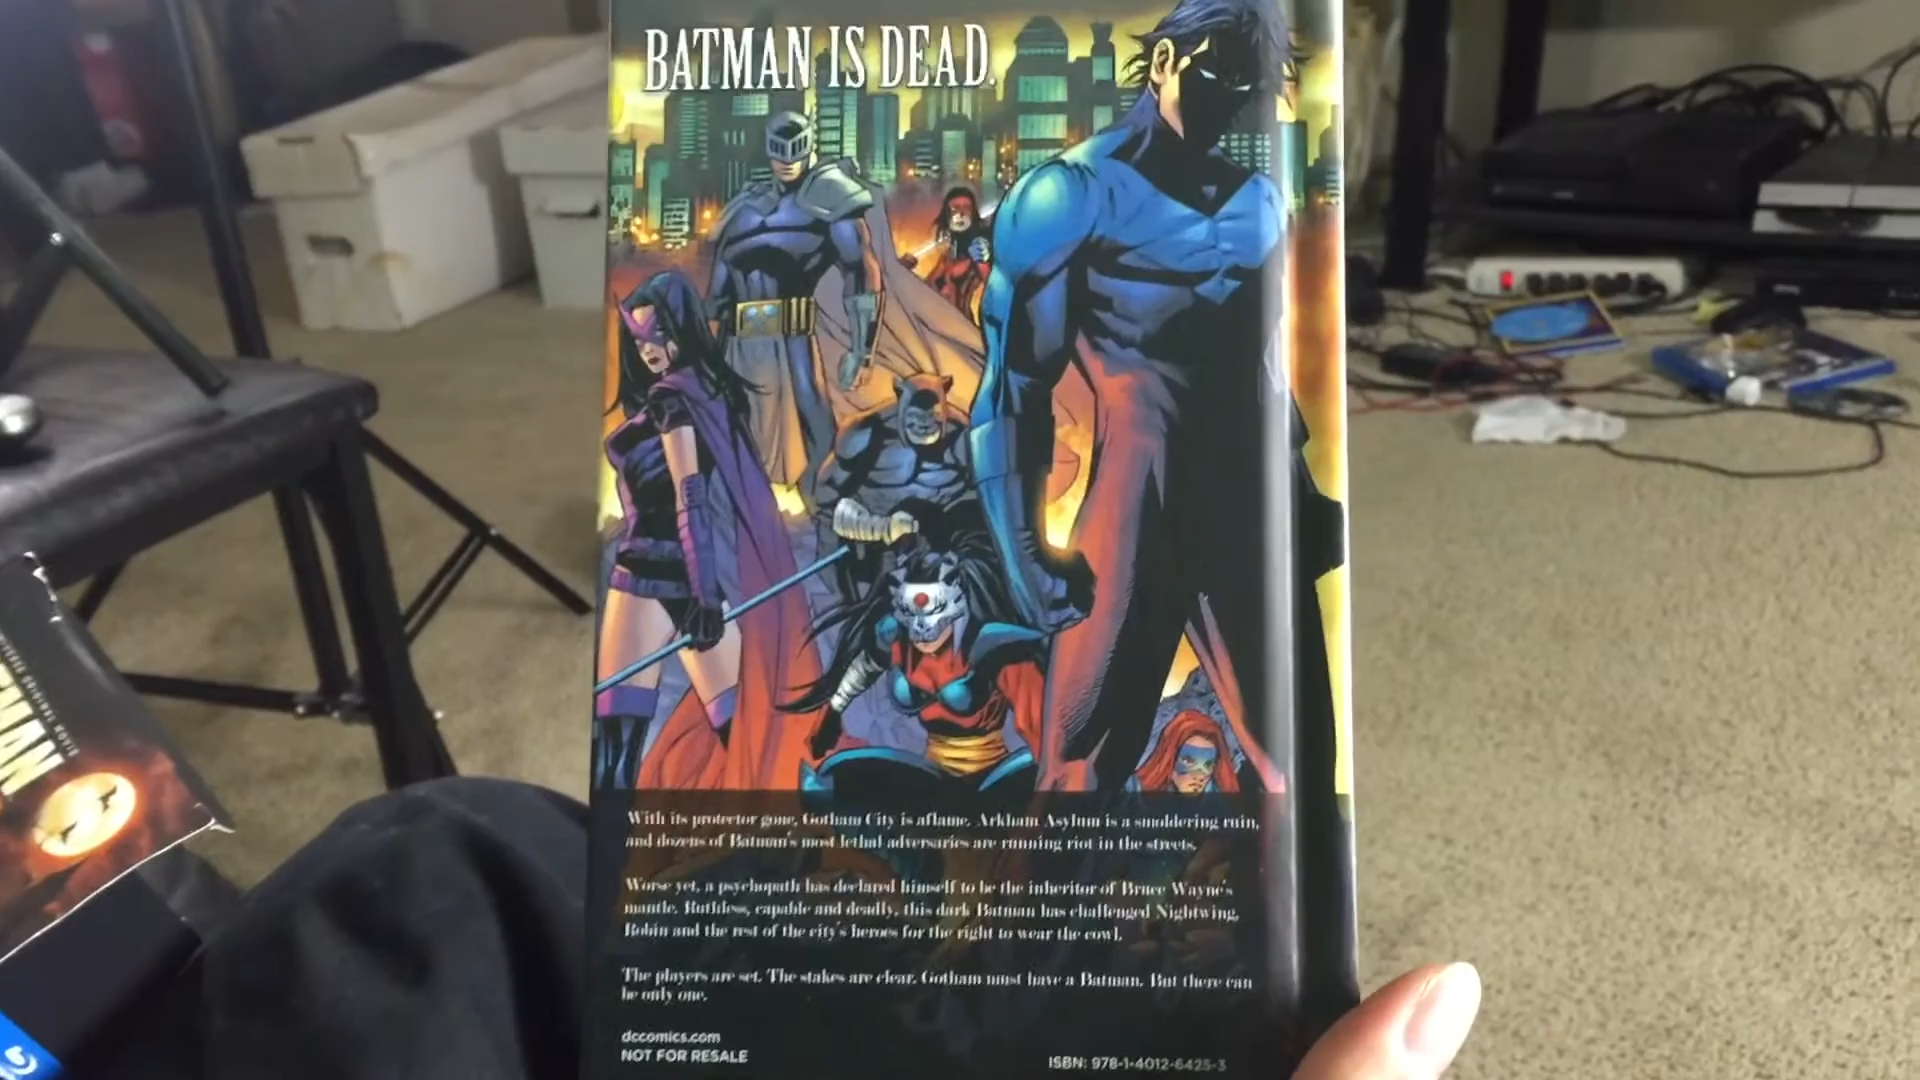 BATMAN IS DEAD.
With its protector gone, Gotham City is aflame. Arkham Asylum is a smoldering ruin,
and dozens of Batman's most lethal adversaries are running riot in the streets.
Worse yet, a psychopath has declared himself to be the inheritor of Bruce Wayne's
mantle. Ruthless, capable and deadly, this dark Batman has challenged Nightwing,
Robin and the rest of the city's heroes for the right to wear the cowl.
The players are set. The stakes are clear. Gotham must have a Batman. But there can
be only one.
dccomics.com
NOT FOR RESALE
ISBN: 978-1-4012-6425-3